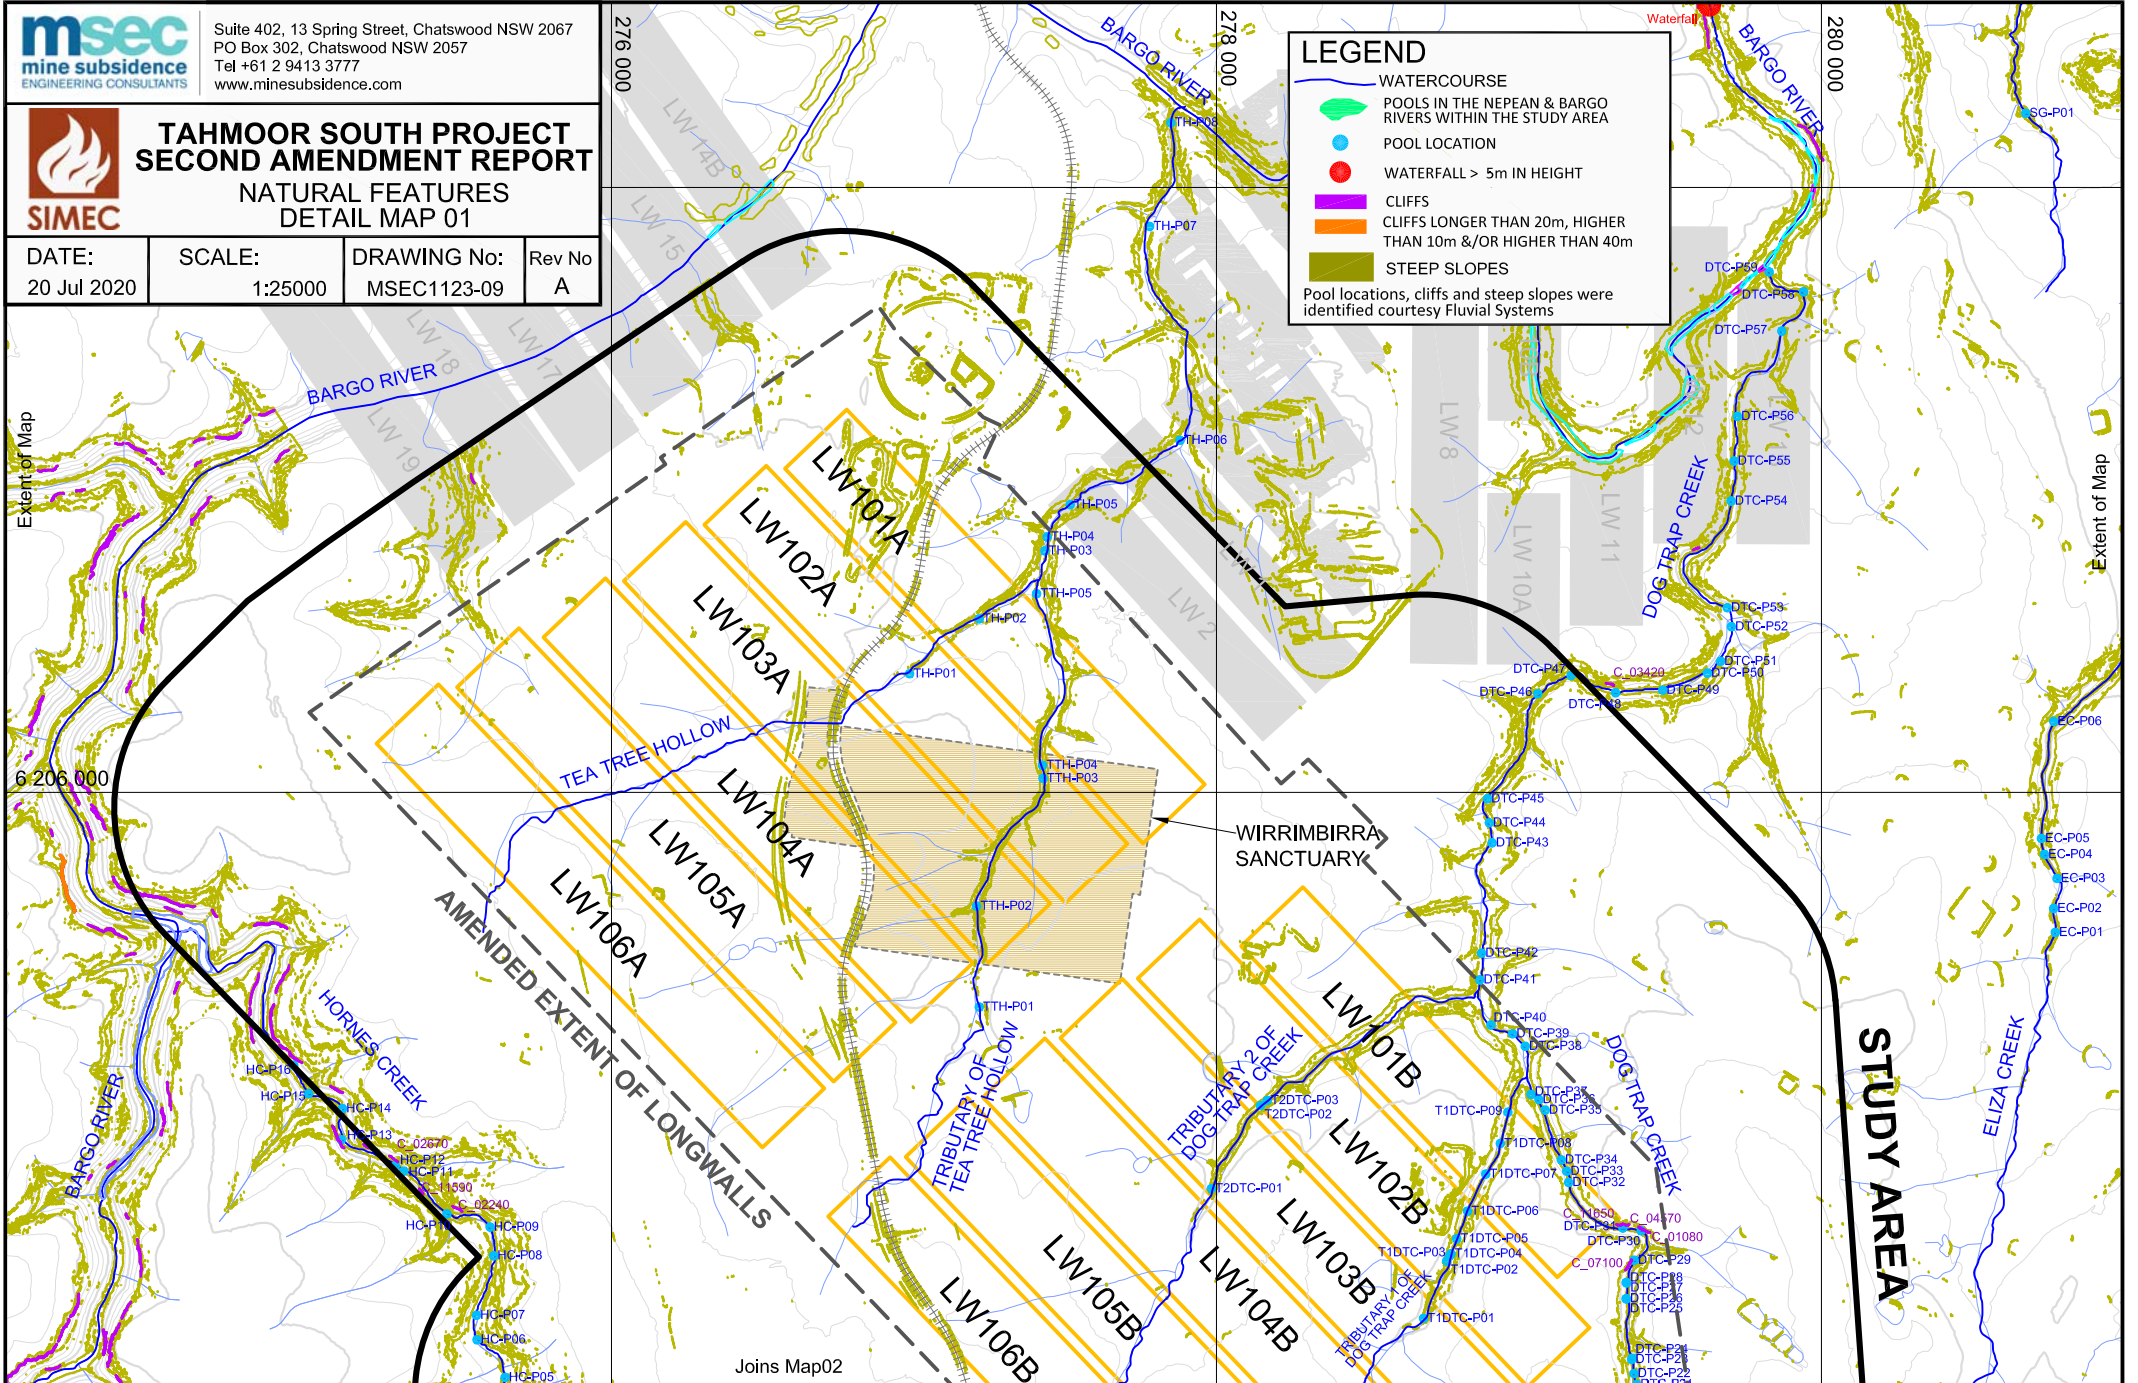 msec
mine subsidence
ENGINEERING CONSULTANTS
Suite 402, 13 Spring Street, Chatswood NSW 2067
PO Box 302, Chatswood NSW 2057
Tel +61 2 9413 3777
www.minesubsidence.com
SIMEC
TAHMOOR SOUTH PROJECT
SECOND AMENDMENT REPORT
NATURAL FEATURES
DETAIL MAP 01
DATE:
20 Jul 2020
SCALE:
1:25000
DRAWING No:
MSEC1123-09
Rev No
A
LEGEND
WATERCOURSE
POOLS IN THE NEPEAN & BARGO
RIVERS WITHIN THE STUDY AREA
POOL LOCATION
WATERFALL > 5m IN HEIGHT
CLIFFS
CLIFFS LONGER THAN 20m, HIGHER
THAN 10m &/OR HIGHER THAN 40m
STEEP SLOPES
Pool locations, cliffs and steep slopes were
identified courtesy Fluvial Systems
276 000
278 000
280 000
6 206 000
Extent of Map
Extent of Map
Waterfall
BARGO RIVER
BARGO RIVER
BARGO RIVER
BARGO RIVER
LW 14B
LW 15
LW 17
LW 18
LW 19
LW 2
LW 8
LW 10A
LW 11
SG-P01
TH-P08
TH-P07
TH-P06
TH-P05
TH-P04
TH-P03
TTH-P05
TH-P02
TH-P01
TTH-P04
TTH-P03
TTH-P02
TTH-P01
LW101A
LW102A
LW103A
LW104A
LW105A
LW106A
TEA TREE HOLLOW
WIRRIMBIRRA
SANCTUARY
AMENDED EXTENT OF LONGWALLS
TRIBUTARY OF
TEA TREE HOLLOW
DOG TRAP CREEK
DTC-P59
DTC-P58
DTC-P57
DTC-P56
DTC-P55
DTC-P54
DTC-P53
DTC-P52
DTC-P51
DTC-P50
DTC-P49
DTC-P48
C_03420
DTC-P47
DTC-P46
DTC-P45
DTC-P44
DTC-P43
DTC-P42
DTC-P41
DTC-P40
DTC-P39
DTC-P38
DTC-P37
DTC-P36
DTC-P35
DTC-P34
DTC-P33
DTC-P32
C_11650
DTC-P31
C_04570
DTC-P30
C_01080
C_07100
DTC-P29
DTC-P28
DTC-P26
DTC-P25
DTC-P24
DTC-P22
DOG TRAP CREEK
TRIBUTARY 2 OF
DOG TRAP CREEK
T2DTC-P03
T2DTC-P02
T2DTC-P01
T1DTC-P09
T1DTC-P08
T1DTC-P07
T1DTC-P06
T1DTC-P05
T1DTC-P04
T1DTC-P03
T1DTC-P02
T1DTC-P01
TRIBUTARY 1 OF
DOG TRAP CREEK
LW101B
LW102B
LW103B
LW104B
LW105B
LW106B
STUDY AREA
ELIZA CREEK
EC-P06
EC-P05
EC-P04
EC-P03
EC-P02
EC-P01
HORNES CREEK
HC-P16
HC-P15
HC-P14
HC-P13
C_02670
HC-P12
HC-P11
C_11590
C_02240
HC-P09
HC-P08
HC-P07
HC-P06
HC-P05
Joins Map02